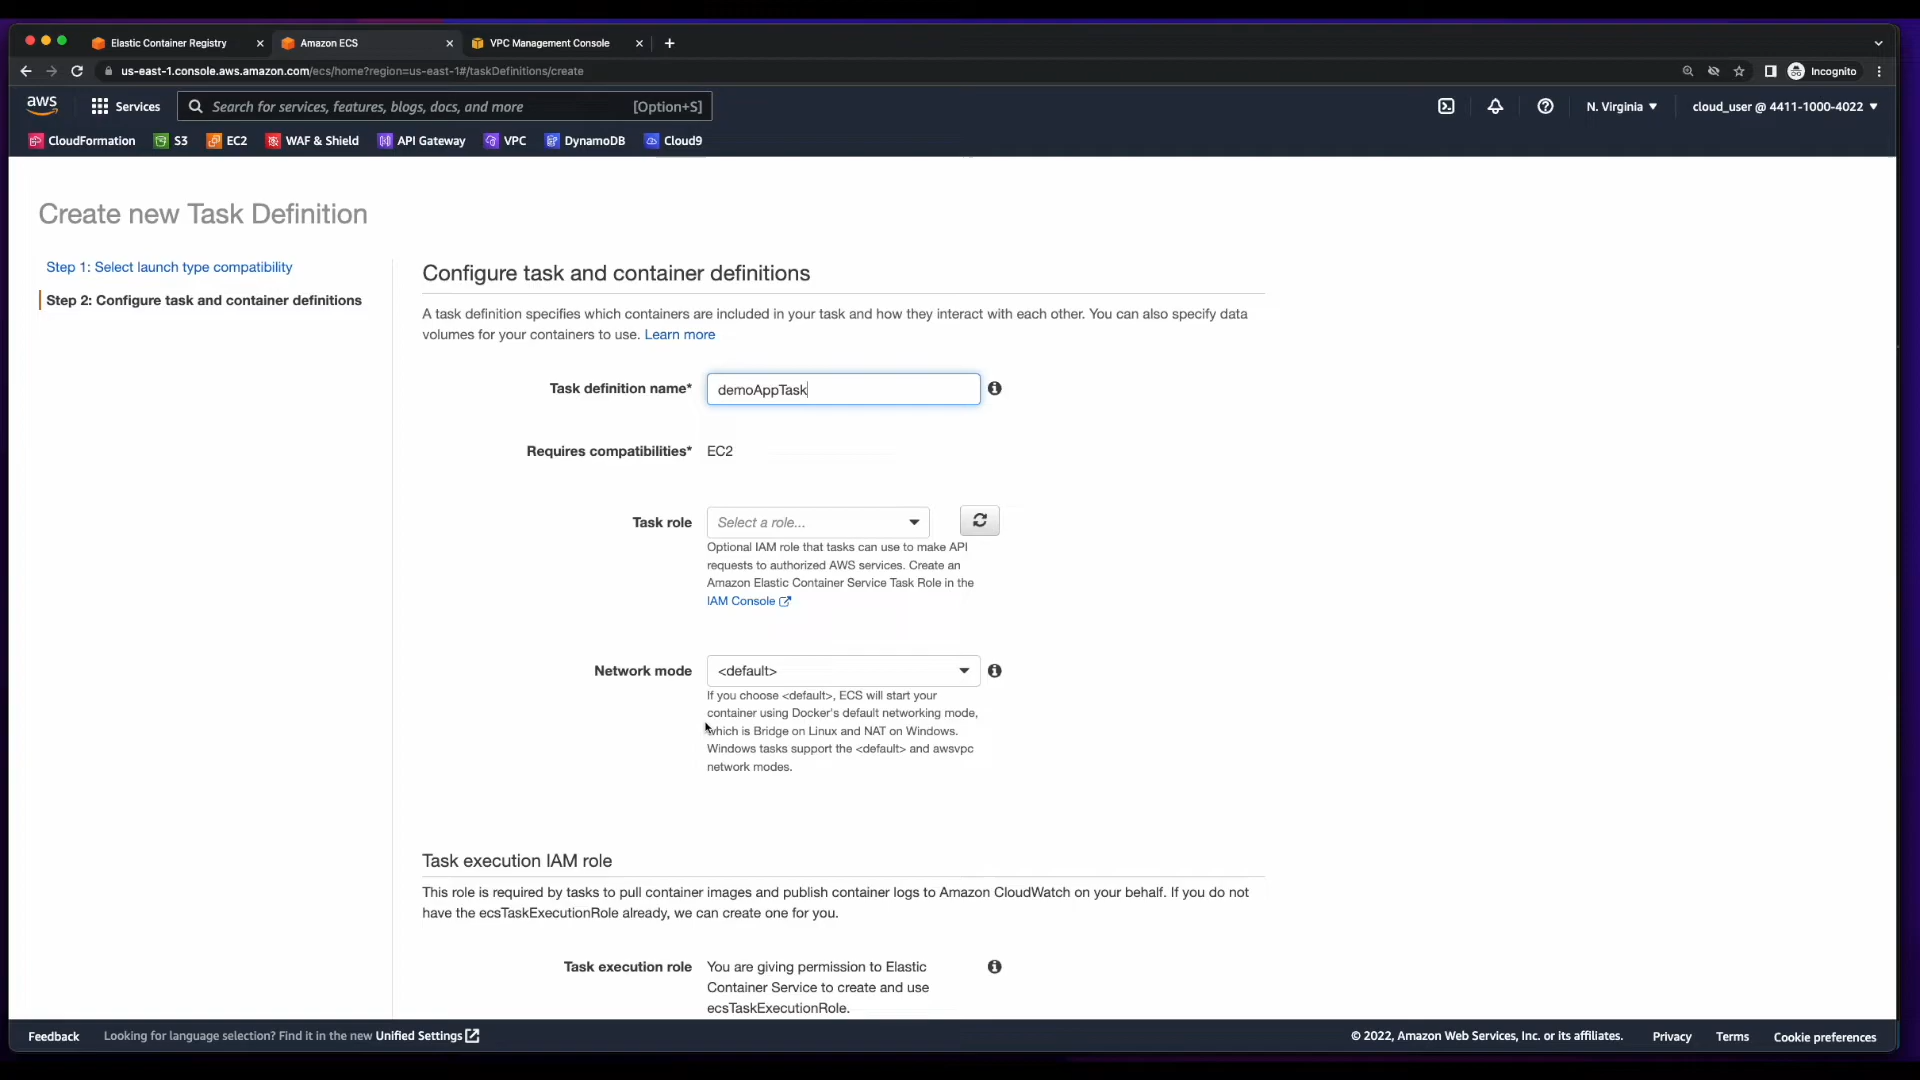 Elastic Container Registry
Amazon ECS
VPC Management Console
us-east-1.console.aws.amazon.com/ecs/home?region=us-east-1#/taskDefinitions/create
Incognito
aws
Services
Search for services, features, blogs, docs, and more
[Option+S]
N. Virginia
cloud_user @ 4411-1000-4022
CloudFormation
S3
EC2
WAF & Shield
API Gateway
VPC
DynamoDB
Cloud9
Create new Task Definition
Step 1: Select launch type compatibility
Step 2: Configure task and container definitions
Configure task and container definitions
A task definition specifies which containers are included in your task and how they interact with each other. You can also specify data
volumes for your containers to use. Learn more
Task definition name*
demoAppTask
Requires compatibilities*
EC2
Task role
Select a role...
Optional IAM role that tasks can use to make API
requests to authorized AWS services. Create an
Amazon Elastic Container Service Task Role in the
IAM Console
Network mode
<default>
If you choose <default>, ECS will start your
container using Docker's default networking mode,
which is Bridge on Linux and NAT on Windows.
Windows tasks support the <default> and awsvpc
network modes.
Task execution IAM role
This role is required by tasks to pull container images and publish container logs to Amazon CloudWatch on your behalf. If you do not
have the ecsTaskExecutionRole already, we can create one for you.
Task execution role
You are giving permission to Elastic
Container Service to create and use
ecsTaskExecutionRole.
Feedback
Looking for language selection? Find it in the new Unified Settings
© 2022, Amazon Web Services, Inc. or its affiliates.
Privacy
Terms
Cookie preferences